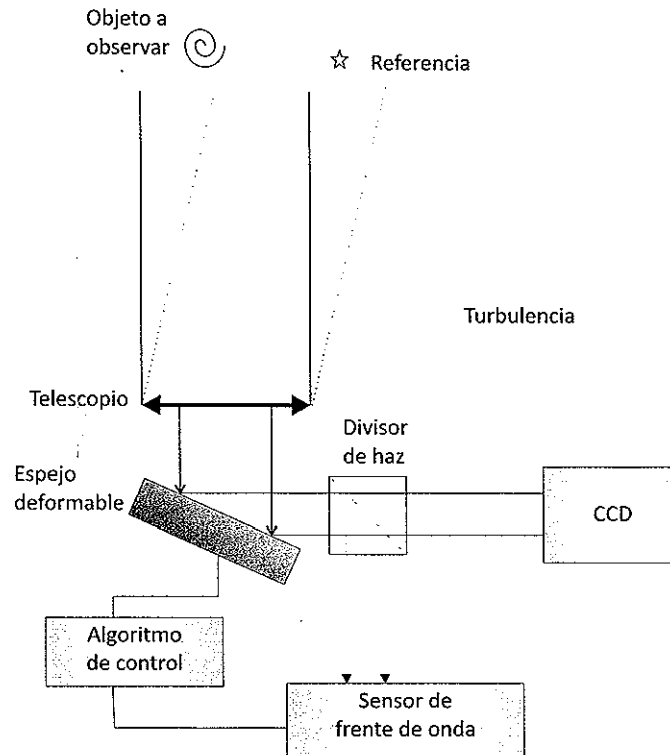 Objeto a
observar
Referencia
Turbulencia
Telescopio
Divisor
de haz
Espejo
deformable
CCD
Algoritmo
de control
Sensor de
frente de onda